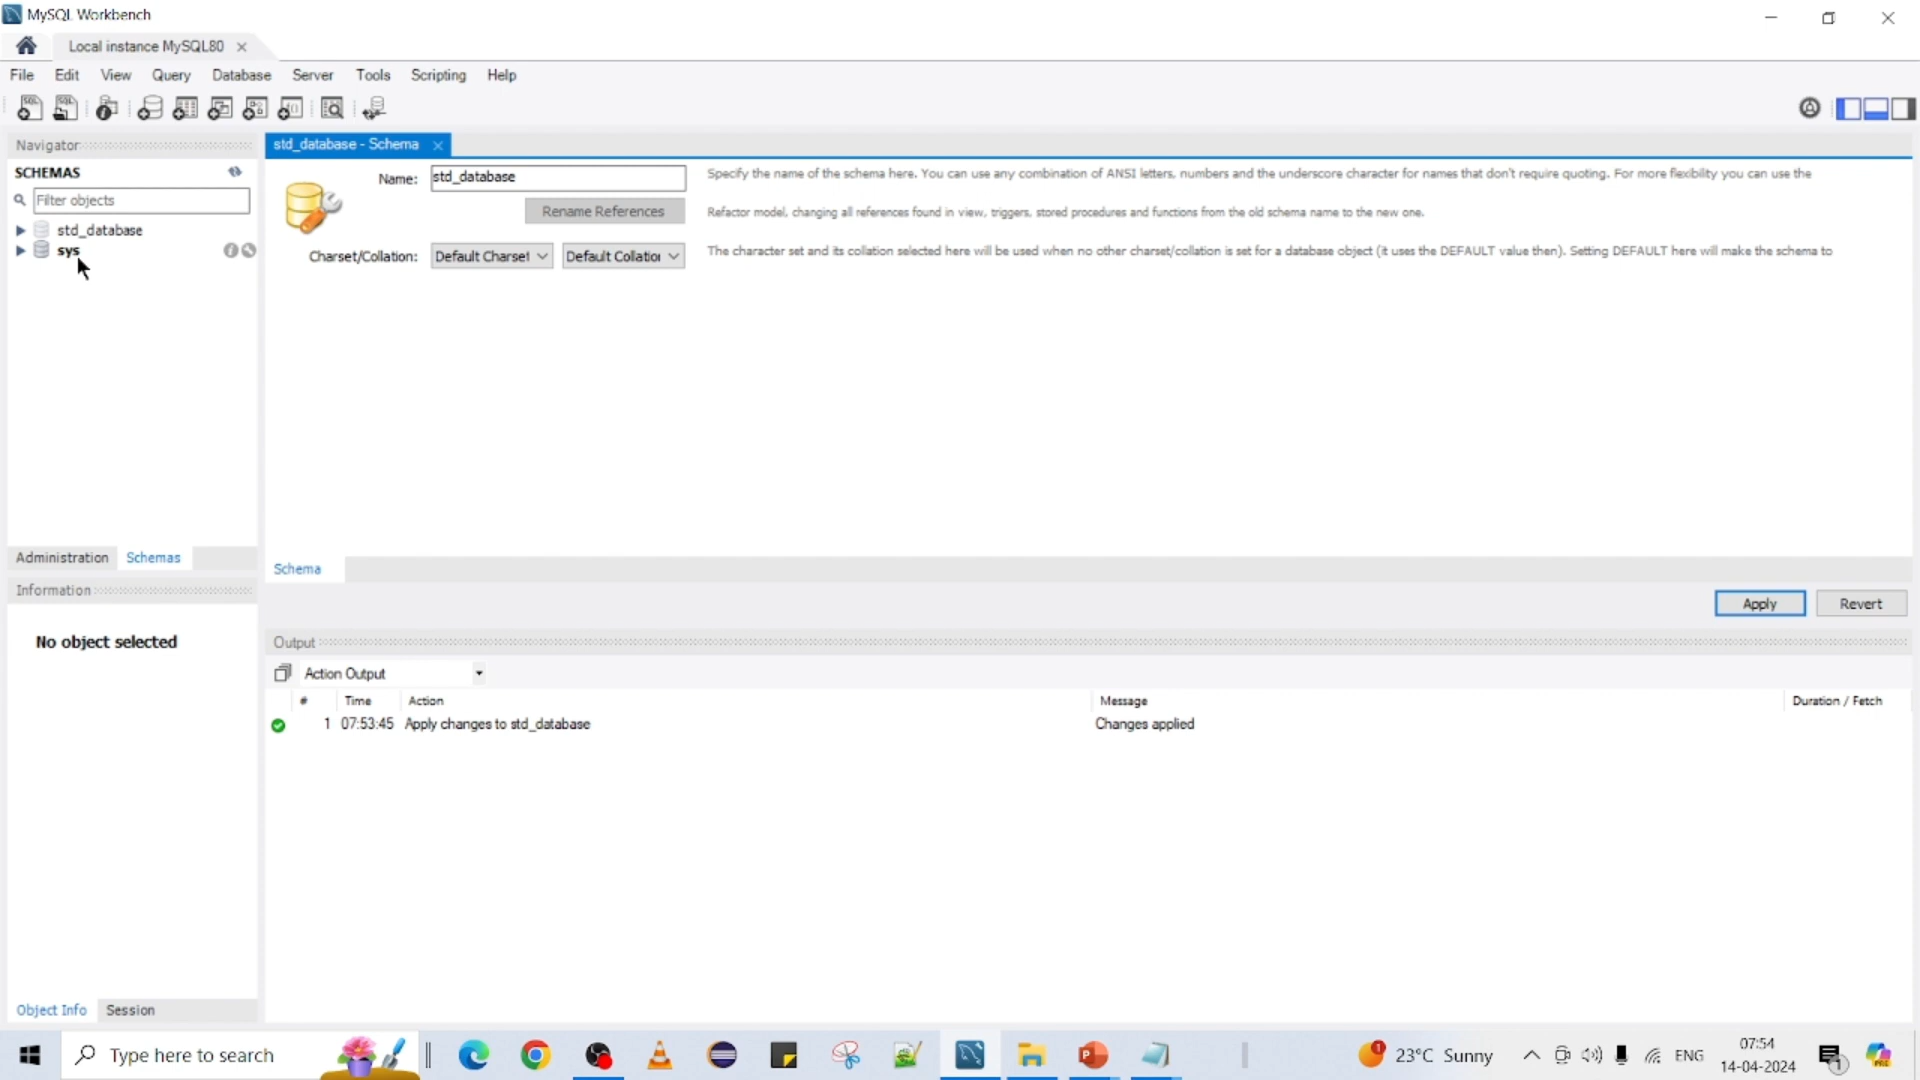 MySQL Workbench
Local instance MySQL80
File Edit View Query Database Server Tools Scripting Help
Navigator
SCHEMAS
Filter objects
std_database
sys
Administration Schemas
Information
No object selected
Object Info Session
std_database - Schema
Name: std_database
Specify the name of the schema here. You can use any combination of ANSI letters, numbers and the underscore character for names that don't require quoting. For more flexibility you can use the
Rename References
Refactor model, changing all references found in view, triggers, stored procedures and functions from the old schema name to the new one.
Charset/Collation: Default Charset Default Collation
The character set and its collation selected here will be used when no other charset/collation is set for a database object (it uses the DEFAULT value then). Setting DEFAULT here will make the schema to
Schema
Apply Revert
Output
Action Output
# Time Action Message Duration / Fetch
1 07:53:45 Apply changes to std_database Changes applied
Type here to search
23°C Sunny
ENG
07:54
14-04-2024